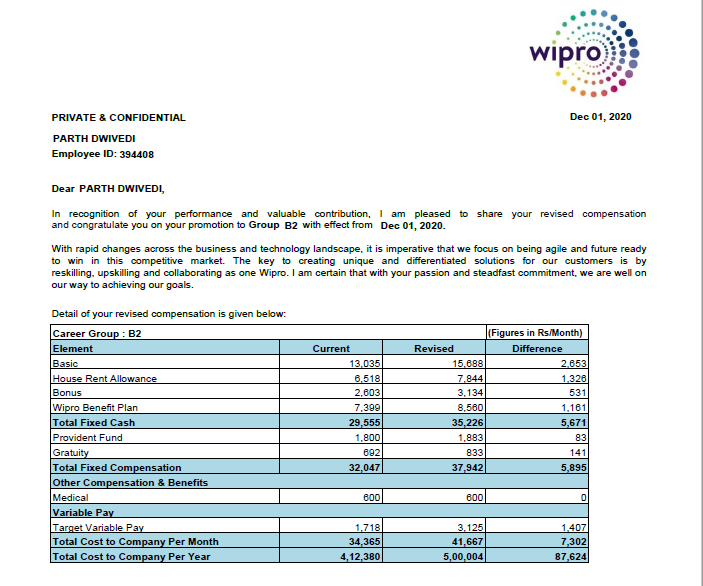 wipro
PRIVATE & CONFIDENTIAL Dec 01, 2020
PARTH DWIVEDI
Employee ID: 394408
Dear PARTH DWIVEDI,
In recognition of your performance and valuable contribution, I am pleased to share your revised compensation
and congratulate you on your promotion to Group B2 with effect from Dec 01, 2020.
With rapid changes across the business and technology landscape, it is imperative that we focus on being agile and future ready
to win in this competitive market. The key to creating unique and differentiated solutions for our customers is by
reskilling, upskilling and collaborating as one Wipro. I am certain that with your passion and steadfast commitment, we are well on
our way to achieving our goals.
Detail of your revised compensation is given below:
Career Group : B2 (Figures in Rs/Month)
Element Current Revised Difference
Basic 13,035 15,688 2,653
House Rent Allowance 6,518 7,844 1,326
Bonus 2,603 3,134 531
Wipro Benefit Plan 7,399 8,560 1,161
Total Fixed Cash 29,555 35,226 5,671
Provident Fund 1,800 1,883 83
Gratuity 692 833 141
Total Fixed Compensation 32,047 37,942 5,895
Other Compensation & Benefits
Medical 600 600 0
Variable Pay
Target Variable Pay 1,718 3,125 1,407
Total Cost to Company Per Month 34,365 41,667 7,302
Total Cost to Company Per Year 4,12,380 5,00,004 87,624